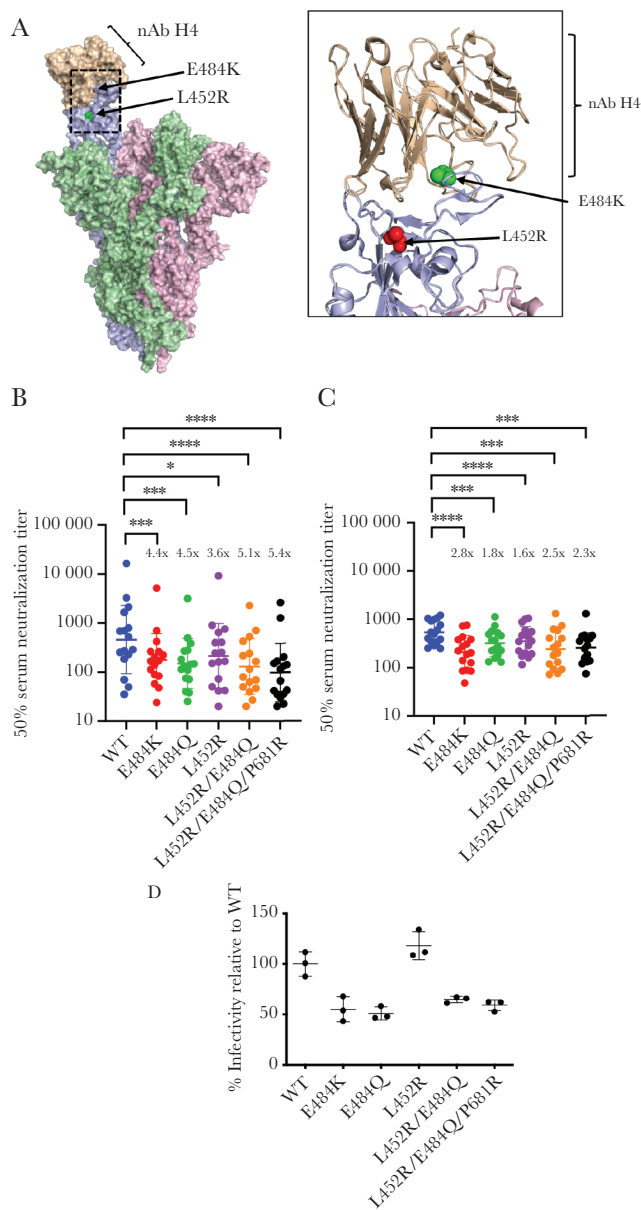 A
nAb H4
E484K
L452R
nAb H4
E484K
L452R
B
****
****
*
***
***
50% serum neutralization titer
100 000
10 000
1000
100
10
4.4x 4.5x 3.6x 5.1x 5.4x
WT
E484K
E484Q
L452R
L452R/E484Q
L452R/E484Q/P681R
C
***
***
****
***
****
50% serum neutralization titer
100 000
10 000
1000
100
10
2.8x 1.8x 1.6x 2.5x 2.3x
WT
E484K
E484Q
L452R
L452R/E484Q
L452R/E484Q/P681R
D
% Infectivity relative to WT
150
100
50
0
WT
E484K
E484Q
L452R
L452R/E484Q
L452R/E484Q/P681R